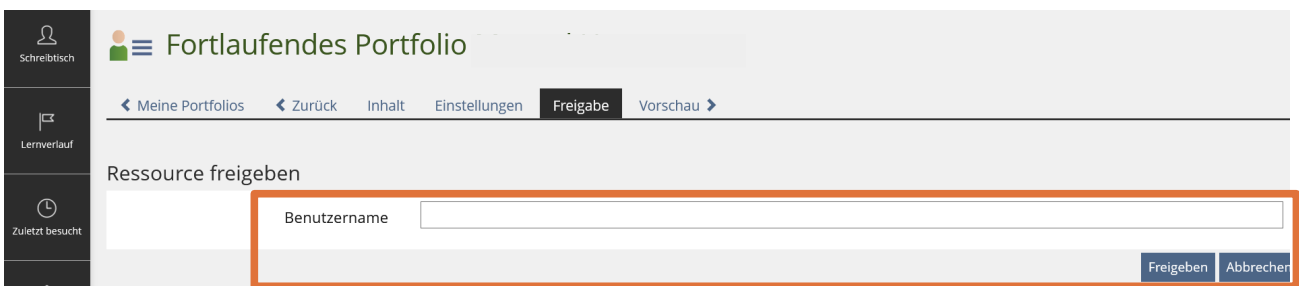 Schreibtisch
Fortlaufendes Portfolio
Meine Portfolios Zurück Inhalt Einstellungen Freigabe Vorschau
Lernverlauf
Ressource freigeben
Zuletzt besucht
Benutzername
Freigeben Abbrechen